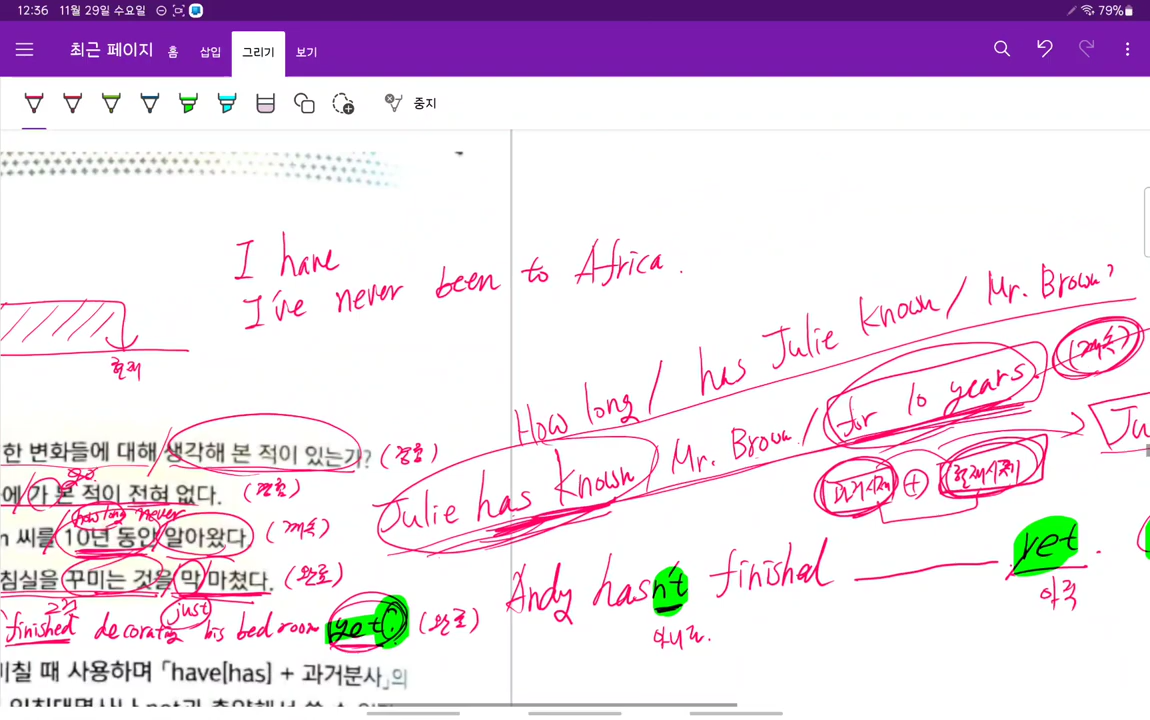 12:36 11월 29일 수요일 79%
최근 페이지 홈 삽입 그리기 보기
중지
I have
I've never been to Africa.
현재
How long / has Julie known / Mr. Brown?
(계속)
Julie has known Mr. Brown. / for 10 years.
과거시제 + 현재시제
Ju
한 변화들에 대해 / 생각해 본 적이 있는가? (경험)
에 / 가 본 적이 전혀 없다. (경험)
how long never
n 씨를 / 10년 동안 / 알아왔다. (계속)
침실을 꾸미는 것을 막 마쳤다. (완료)
just
finished decorating his bedroom yet? (완료)
Andy hasn't finished yet.
아니고.
아직
미칠 때 사용하며 「have[has] + 과거분사」의